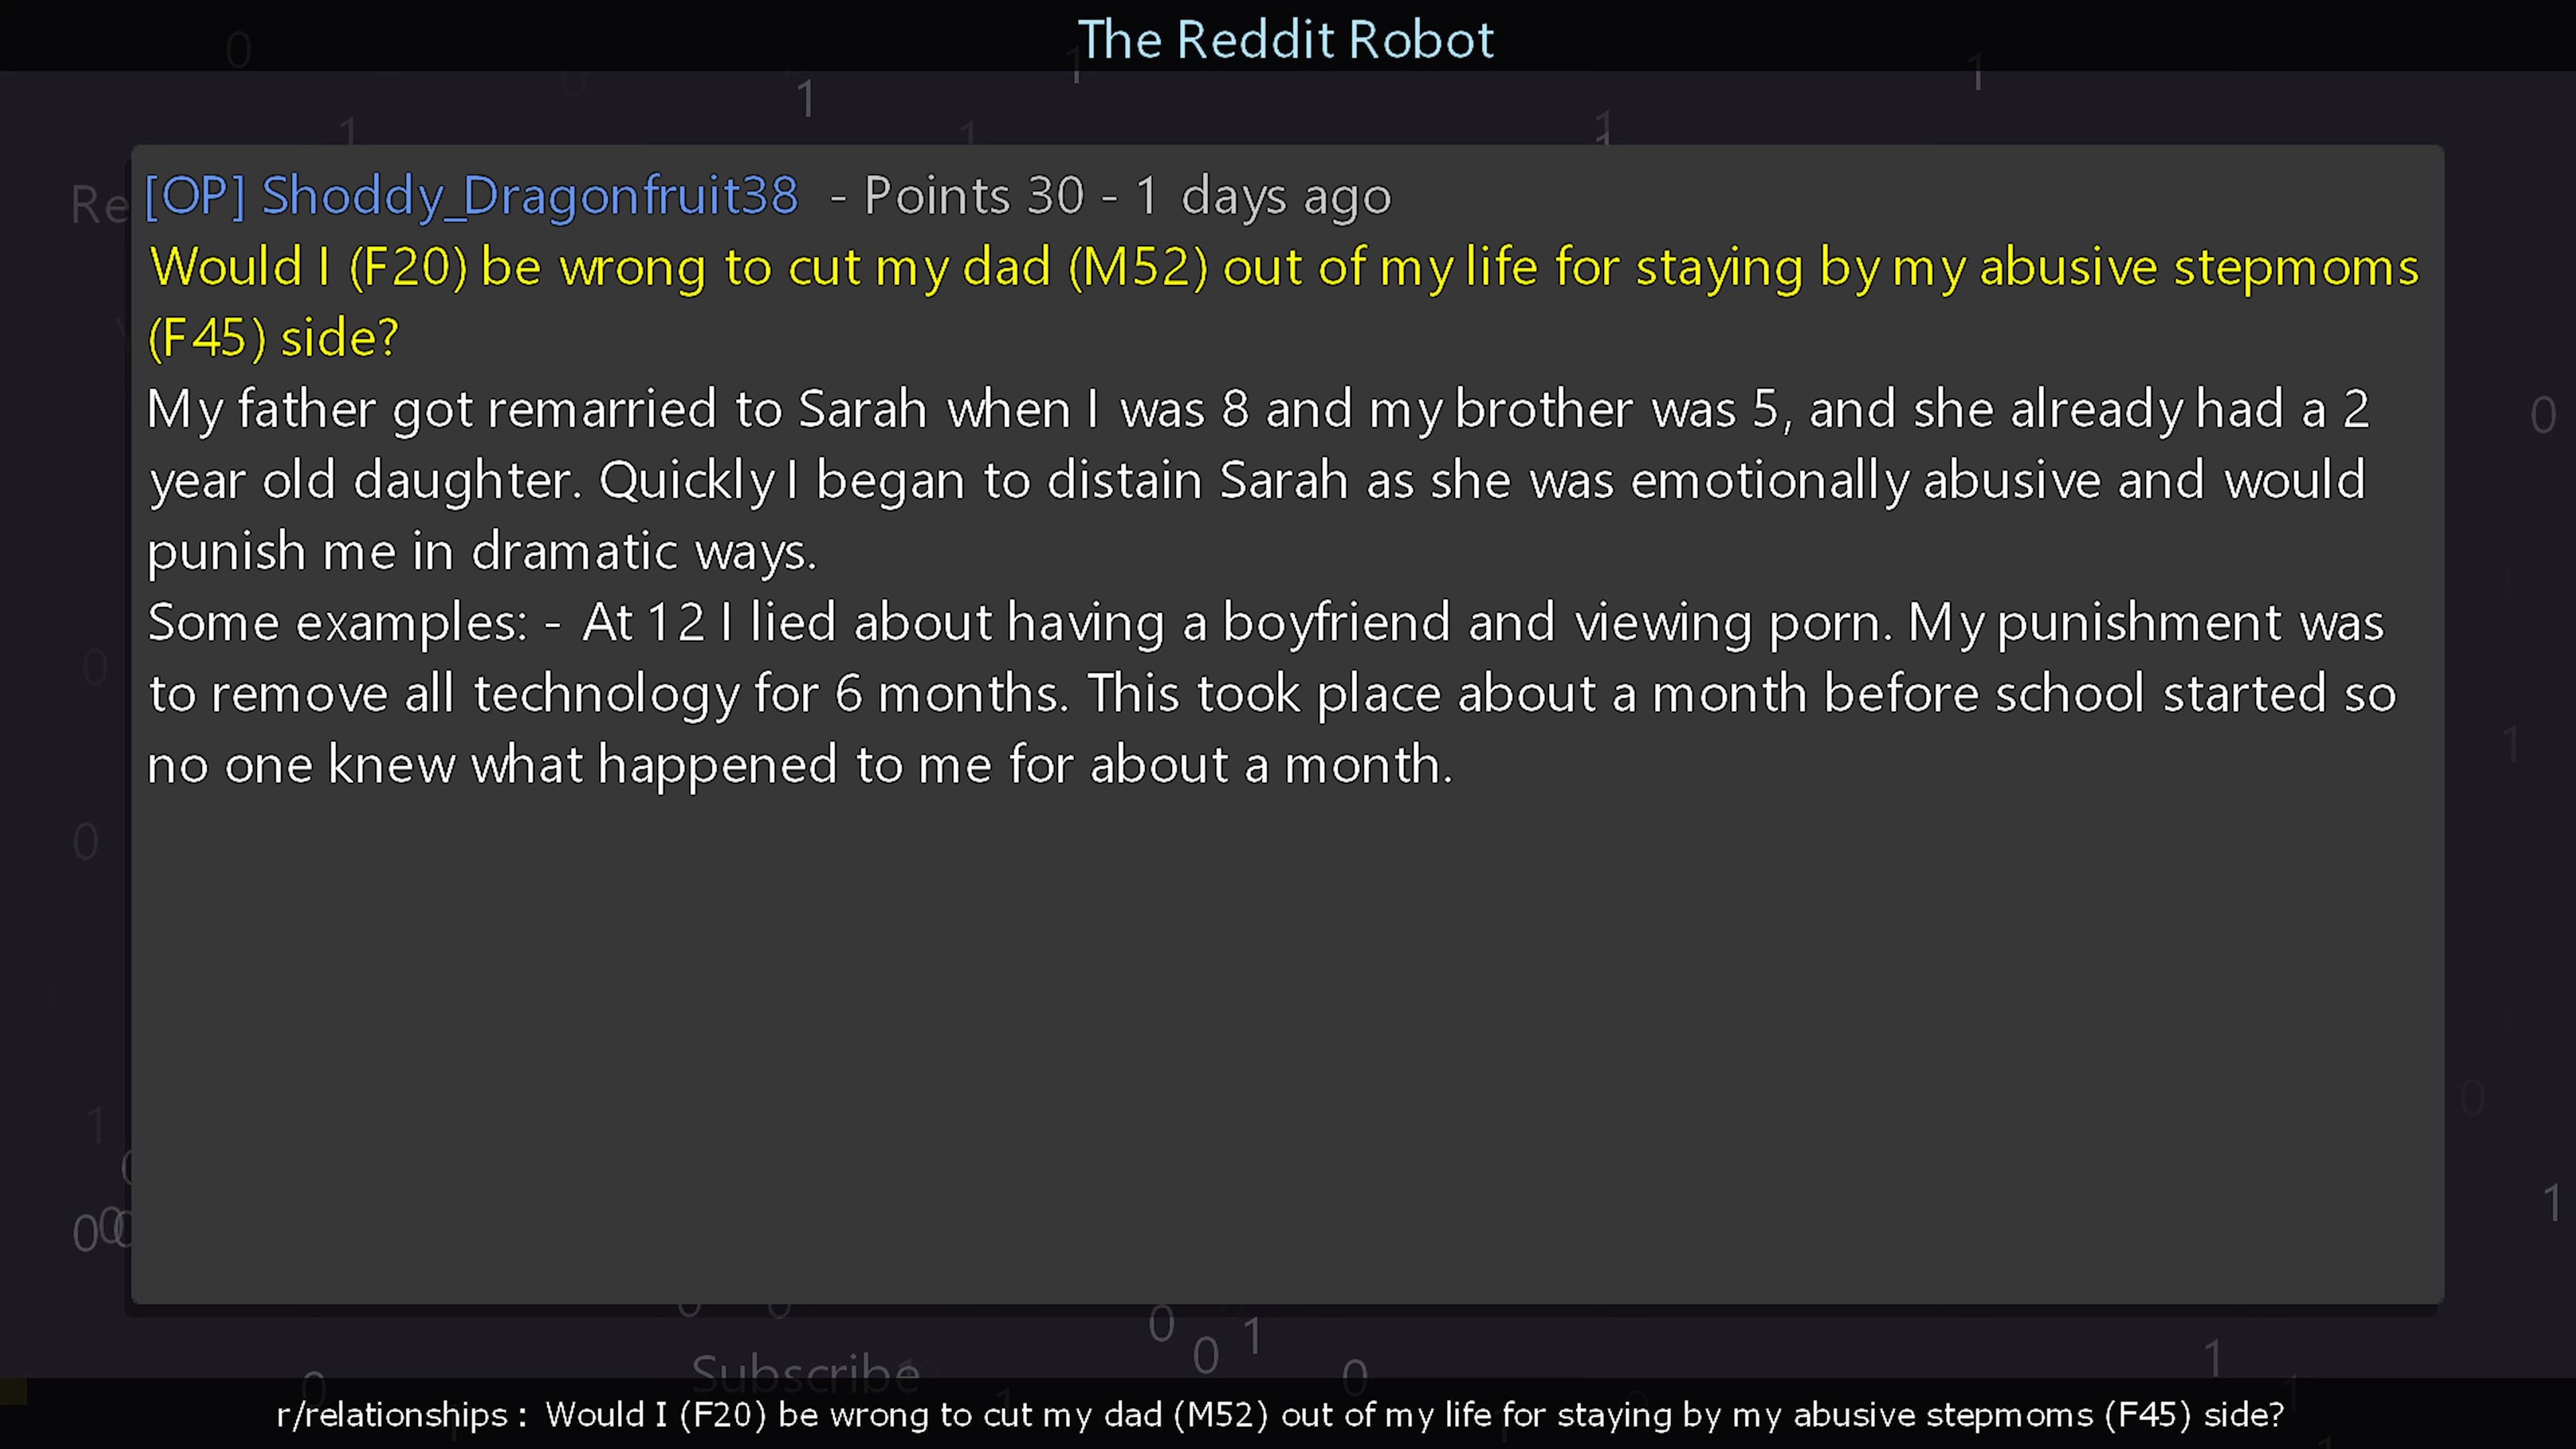 The Reddit Robot
[OP] Shoddy_Dragonfruit38 - Points 30 - 1 days ago
Would I (F20) be wrong to cut my dad (M52) out of my life for staying by my abusive stepmoms
(F45) side?
My father got remarried to Sarah when I was 8 and my brother was 5, and she already had a 2
year old daughter. Quickly I began to distain Sarah as she was emotionally abusive and would
punish me in dramatic ways.
Some examples: - At 12 I lied about having a boyfriend and viewing porn. My punishment was
to remove all technology for 6 months. This took place about a month before school started so
no one knew what happened to me for about a month.
Subscribe
r/relationships : Would I (F20) be wrong to cut my dad (M52) out of my life for staying by my abusive stepmoms (F45) side?